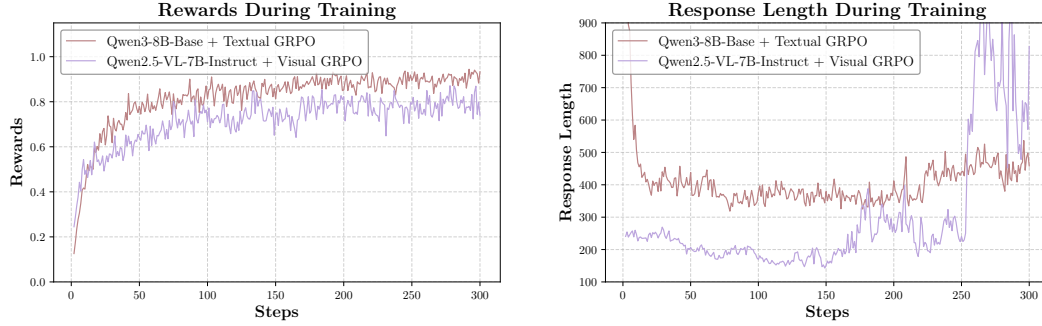 Rewards During Training
Qwen3-8B-Base + Textual GRPO
Qwen2.5-VL-7B-Instruct + Visual GRPO
Rewards
1.0
0.8
0.6
0.4
0.2
0.0
0
50
100
150
200
250
300
Steps
Response Length During Training
Qwen3-8B-Base + Textual GRPO
Qwen2.5-VL-7B-Instruct + Visual GRPO
Response Length
900
800
700
600
500
400
300
200
100
0
50
100
150
200
250
300
Steps